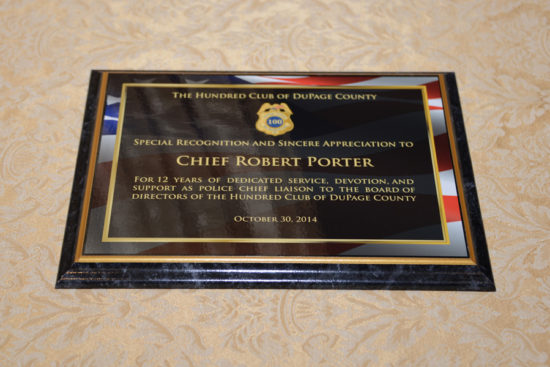 The Hundred Club of DuPage County
100
Special Recognition and Sincere Appreciation to
Chief Robert Porter
For 12 years of dedicated service, devotion, and
support as police chief liaison to the board of
directors of the Hundred Club of DuPage County
October 30, 2014